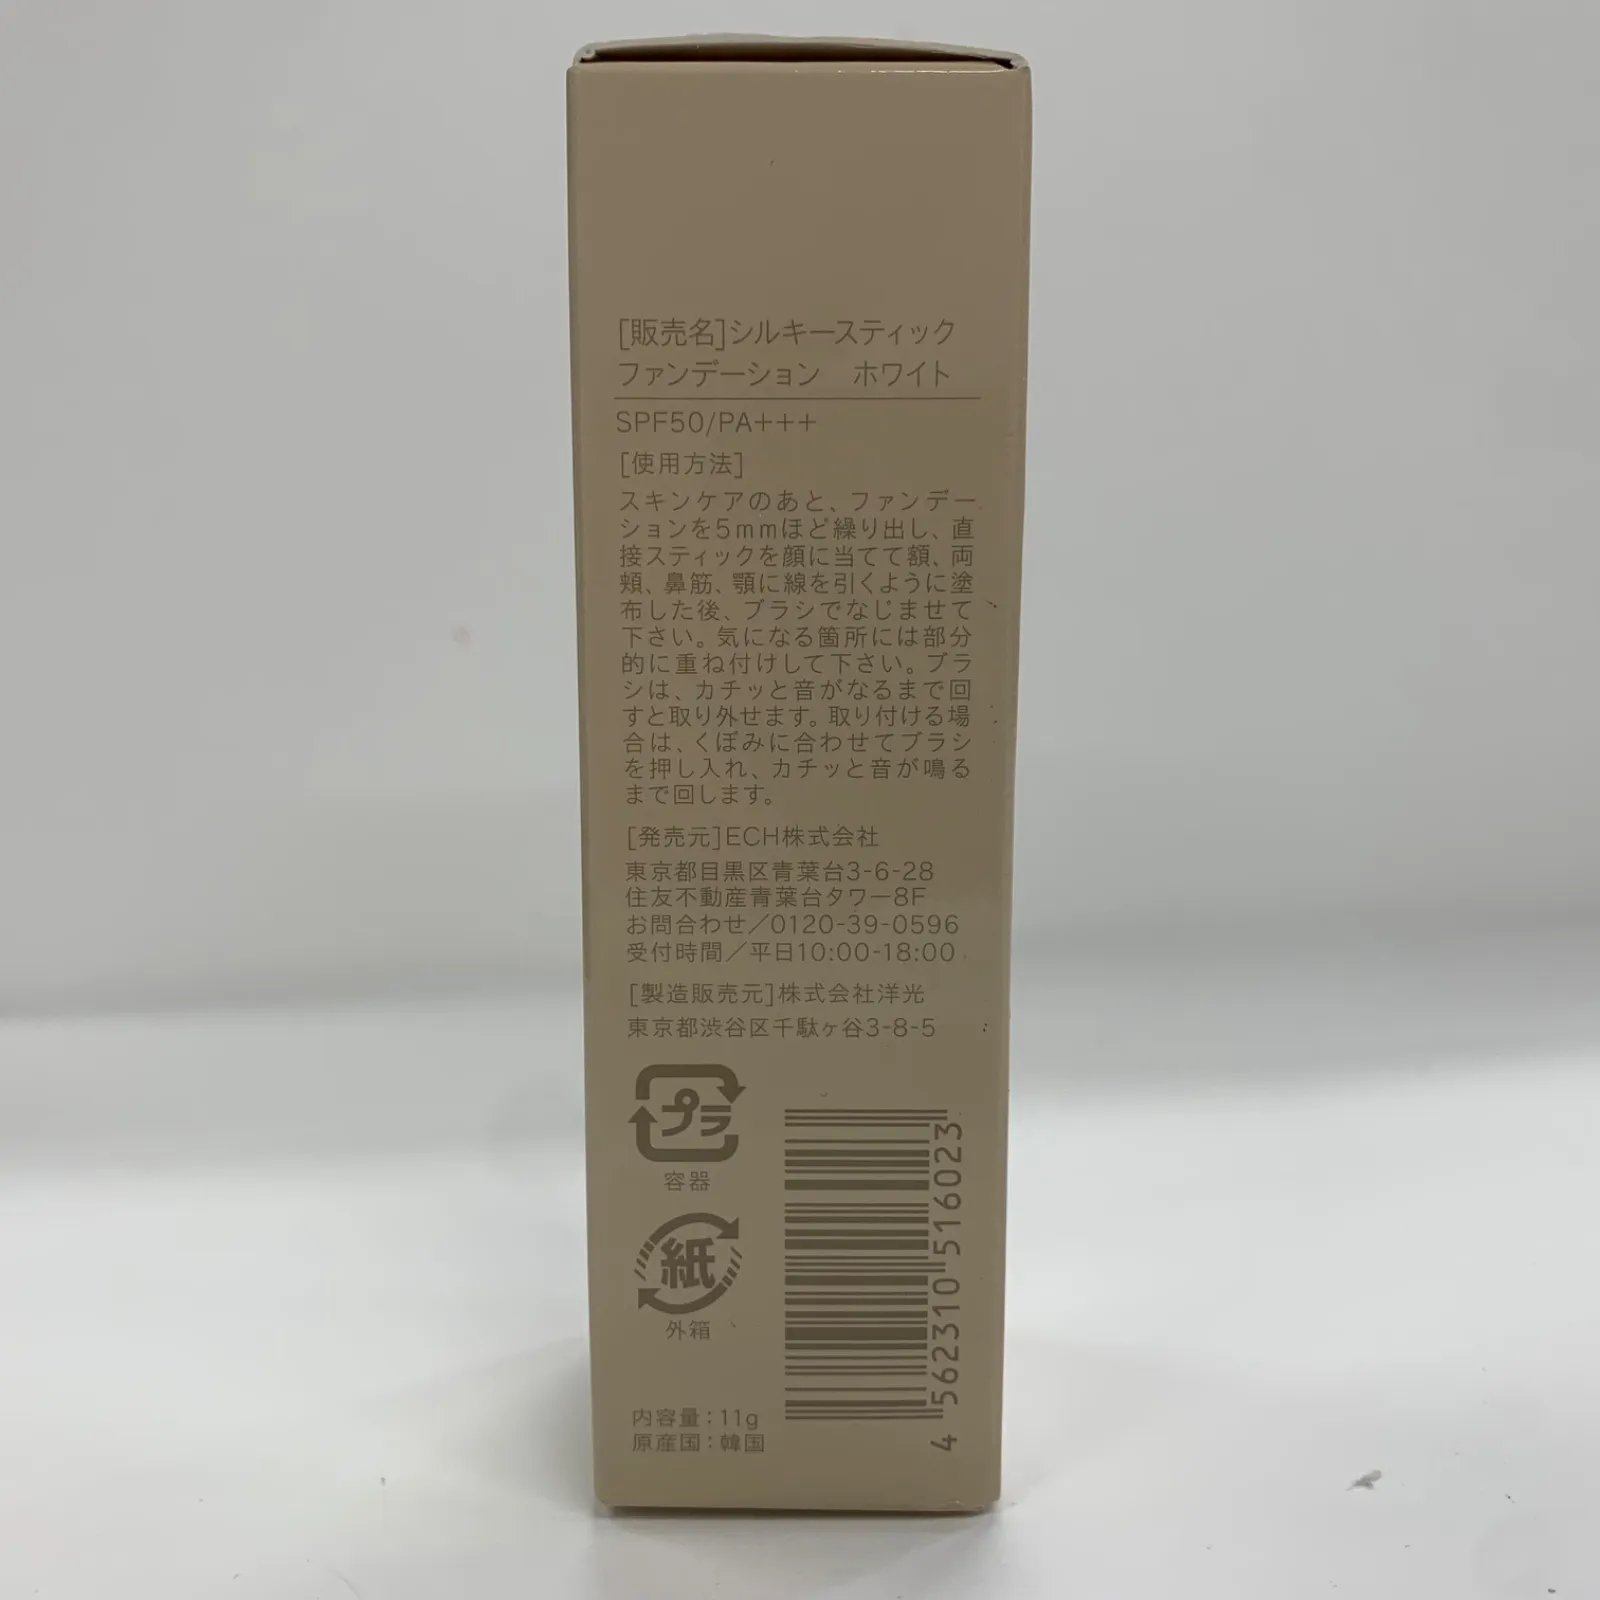 [販売名]シルキースティック
ファンデーション　ホワイト
SPF50/PA+++
[使用方法]
スキンケアのあと、ファンデー
ションを5mmほど繰り出し、直
接スティックを顔に当てて額、両
頬、鼻筋、顎に線を引くように塗
布した後、ブラシでなじませて
下さい。気になる箇所には部分
的に重ね付けして下さい。ブラ
シは、カチッと音がなるまで回
すと取り外せます。取り付ける場
合は、くぼみに合わせてブラシ
を押し入れ、カチッと音が鳴る
まで回します。
[発売元]ECH株式会社
東京都目黒区青葉台3-6-28
住友不動産青葉台タワー8F
お問合わせ／0120-39-0596
受付時間／平日10:00-18:00
[製造販売元]株式会社洋光
東京都渋谷区千駄ヶ谷3-8-5
プラ
容器
紙
外箱
4 562310 516023
内容量：11g
原産国：韓国